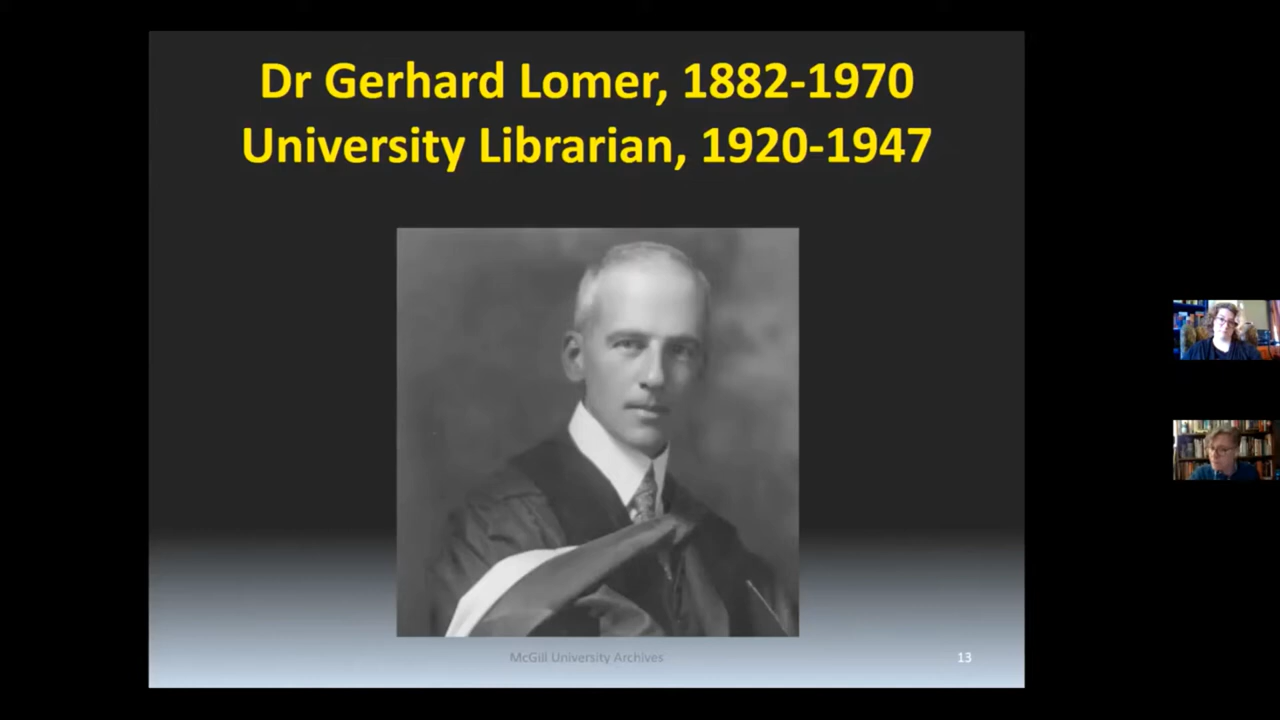 Dr Gerhard Lomer, 1882-1970
University Librarian, 1920-1947
McGill University Archives
13